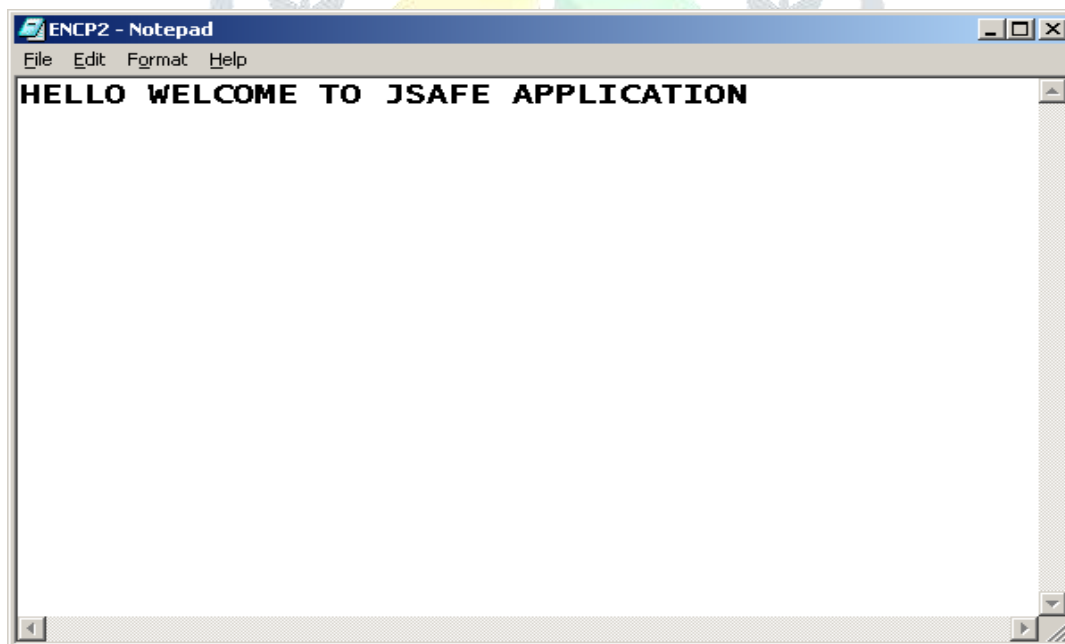 ENCP2 - Notepad
File Edit Format Help
HELLO WELCOME TO JSAFE APPLICATION